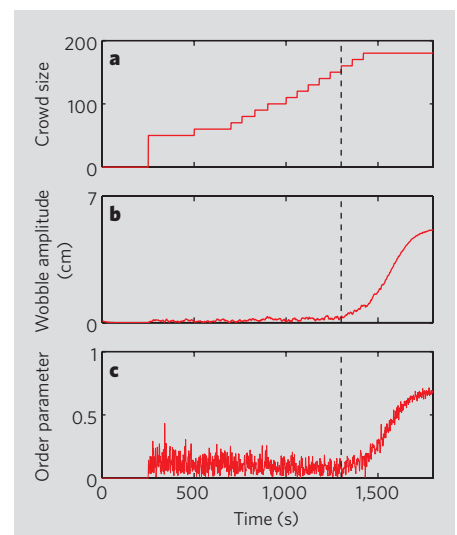 200
a
Crowd size
100
0
7
b
Wobble amplitude
(cm)
0
1
c
Order parameter
0.5
0
0
500
1,000
1,500
Time (s)